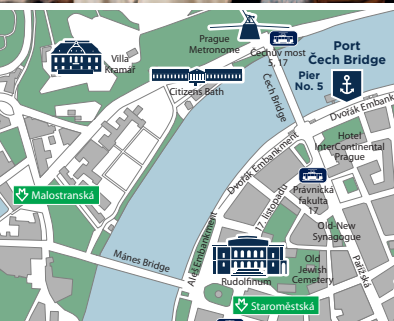 Prague
Metronome
Čechův most
5, 17
Port
Čech Bridge
Pier
No. 5
Villa
Kramář
Citizens Bath
Čech Bridge
Dvořák Embank
Hotel
InterContinental
Prague
Dvořák Embankment
Právnická
fakulta
17
Malostranská
17. listopadu
Old-New
Synagogue
Mánes Bridge
Aleš Embankment
Old
Jewish
Cemetery
Pařížská
Rudolfinum
Staroměstská